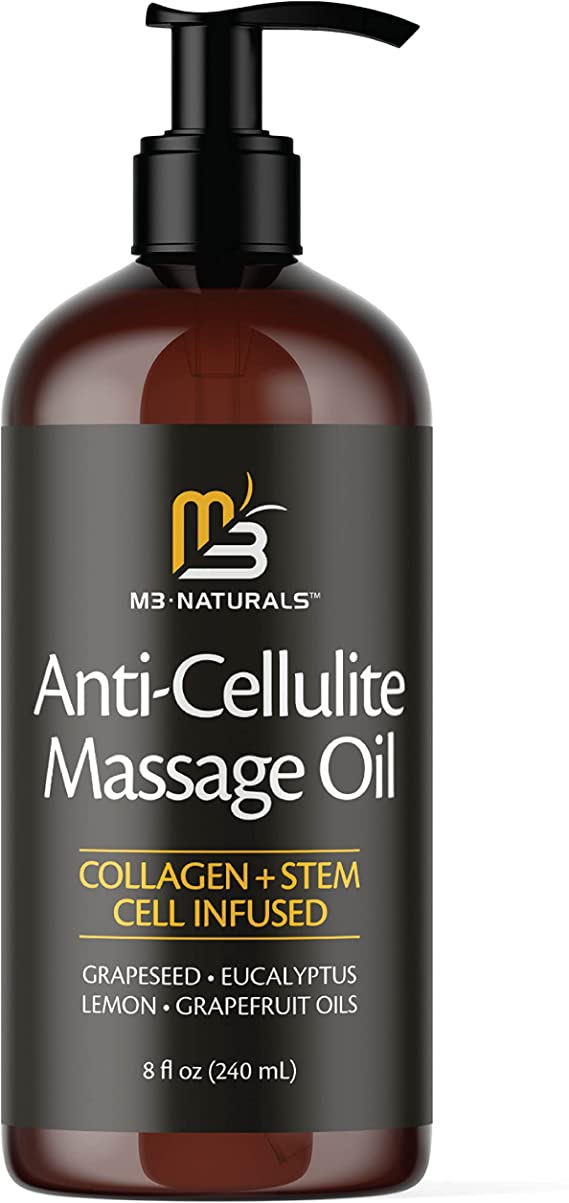 M3
M3·NATURALS™
Anti-Cellulite
Massage Oil
COLLAGEN + STEM
CELL INFUSED
GRAPESEED • EUCALYPTUS
LEMON • GRAPEFRUIT OILS
8 fl oz (240 mL)